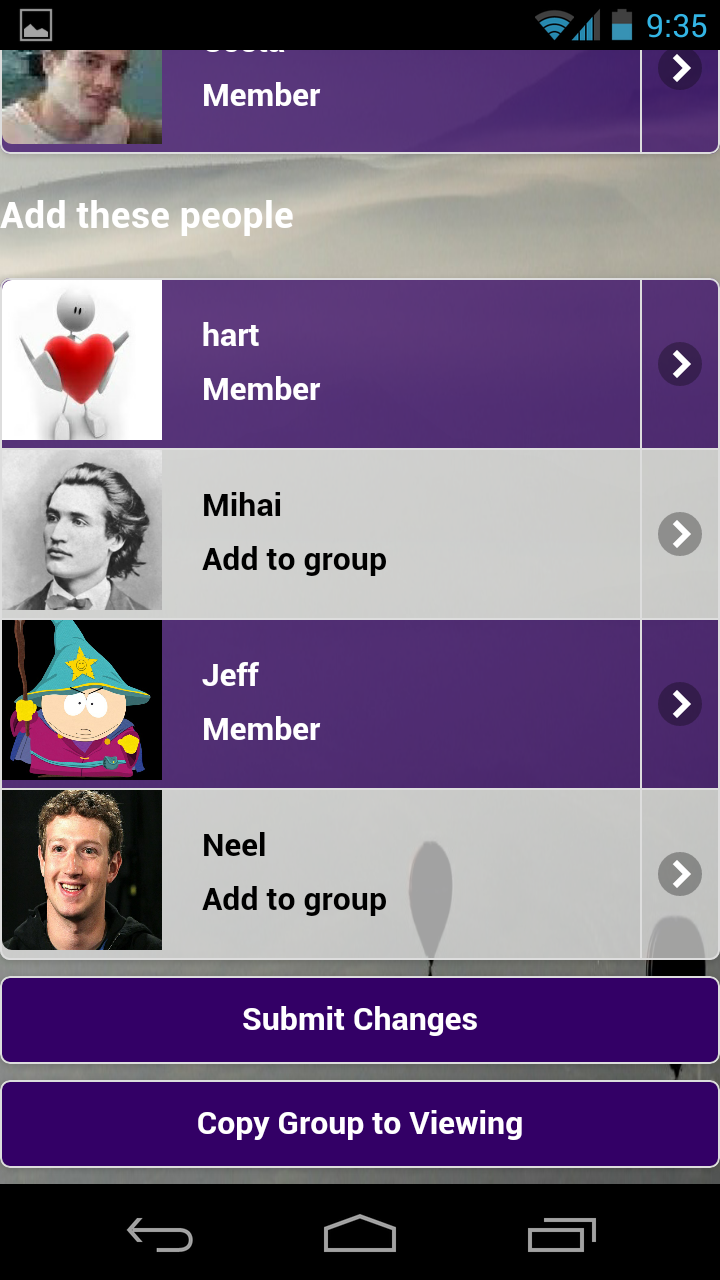 9:35
Member
Add these people
hart
Member
Mihai
Add to group
Jeff
Member
Neel
Add to group
Submit Changes
Copy Group to Viewing